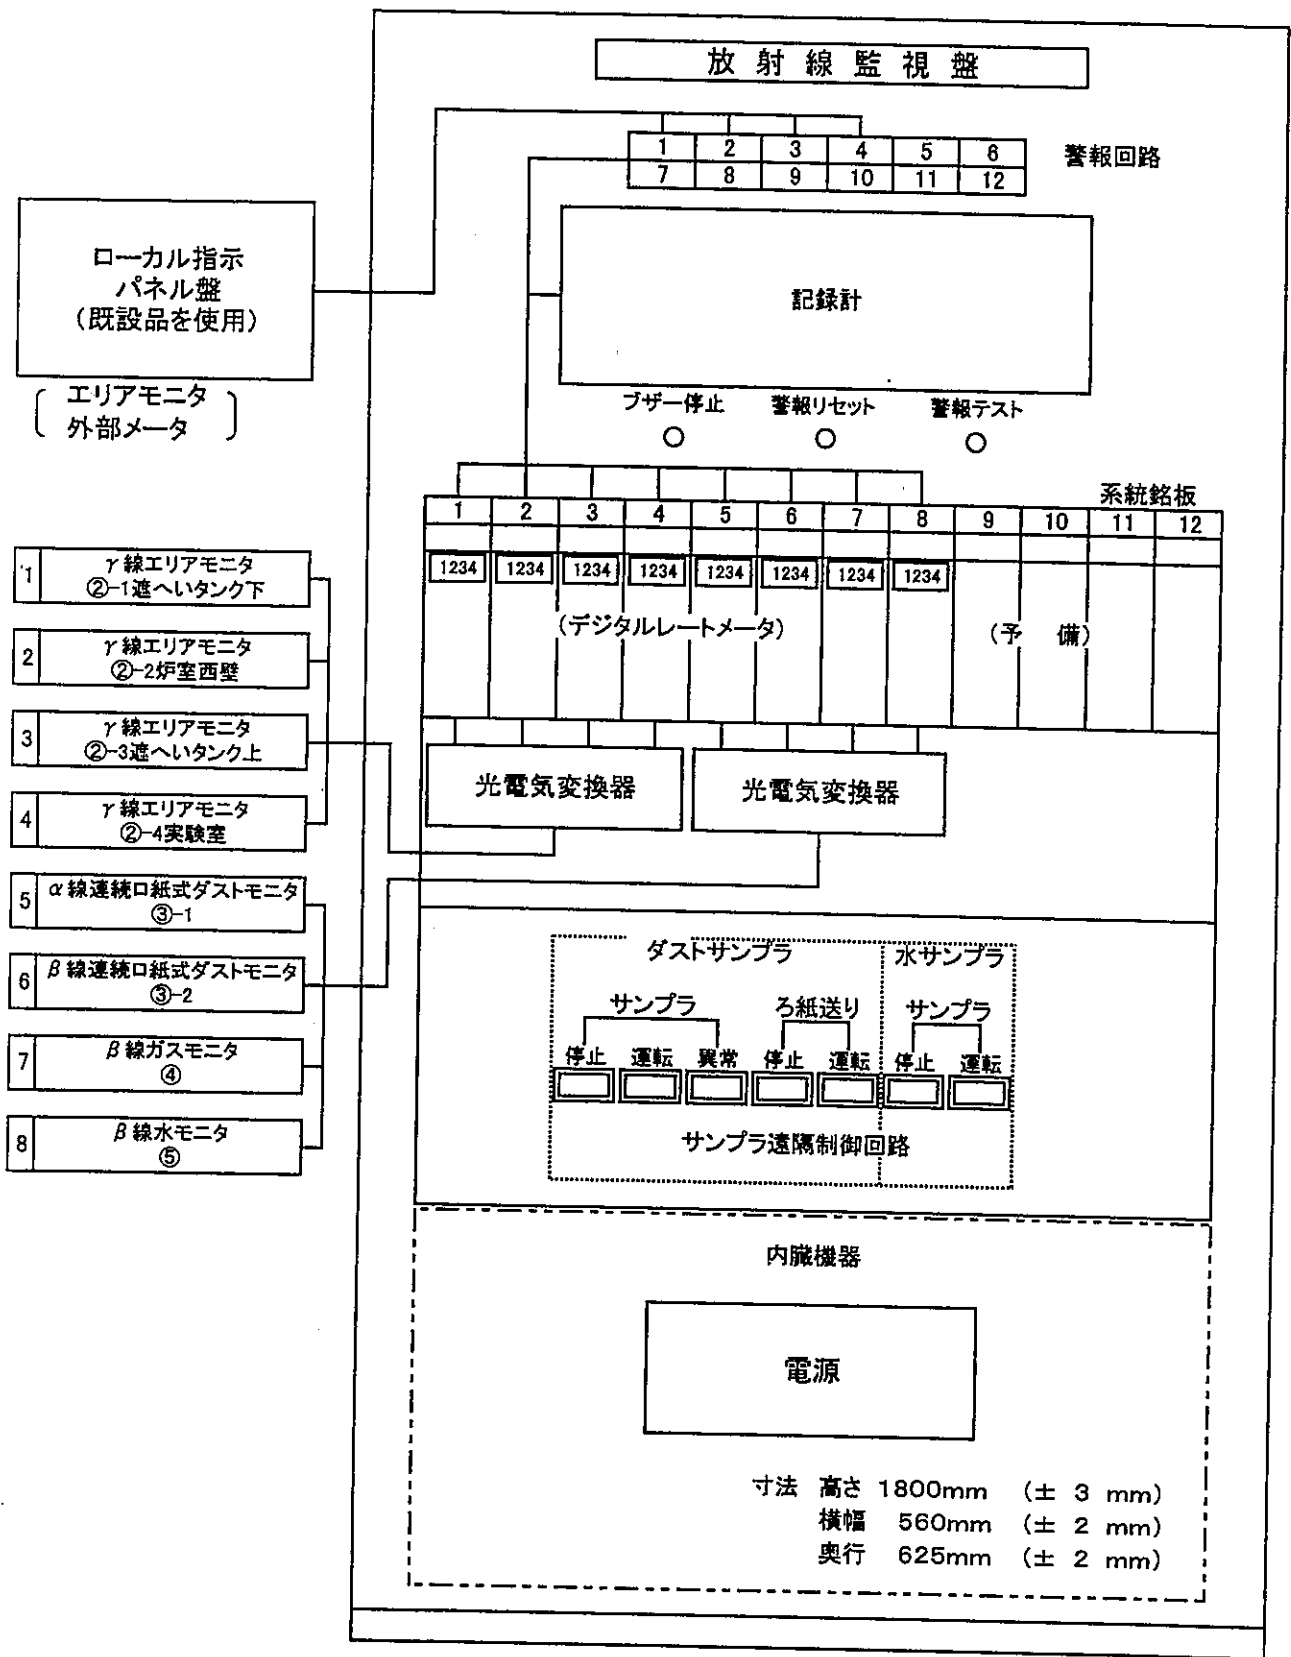 放射線監視盤
1 2 3 4 5 6
7 8 9 10 11 12
警報回路
ローカル指示
パネル盤
(既設品を使用)
エリアモニタ
外部メータ
記録計
ブザー停止 警報リセット 警報テスト
系統銘板
1 2 3 4 5 6 7 8 9 10 11 12
1234 1234 1234 1234 1234 1234 1234 1234
(デジタルレートメータ) (予 備)
1 γ線エリアモニタ
②-1遮へいタンク下
2 γ線エリアモニタ
②-2炉室西壁
3 γ線エリアモニタ
②-3遮へいタンク上
4 γ線エリアモニタ
②-4実験室
5 α線連続ロ紙式ダストモニタ
③-1
6 β線連続ロ紙式ダストモニタ
③-2
7 β線ガスモニタ
④
8 β線水モニタ
⑤
光電気変換器 光電気変換器
ダストサンプラ 水サンプラ
サンプラ ろ紙送り サンプラ
停止 運転 異常 停止 運転 停止 運転
サンプラ遠隔制御回路
内臓機器
電源
寸法 高さ 1800mm (± 3 mm)
横幅 560mm (± 2 mm)
奥行 625mm (± 2 mm)